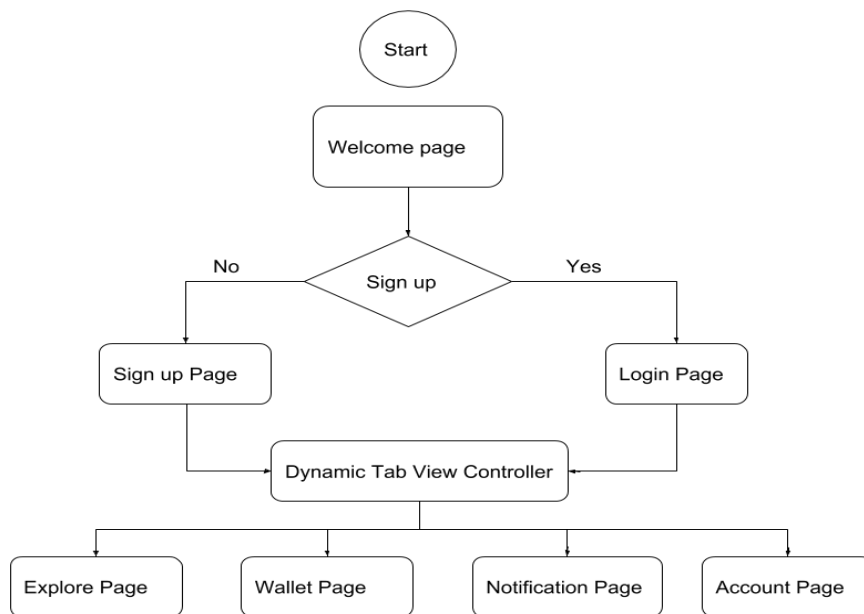 Start
Welcome page
No
Sign up
Yes
Sign up Page
Login Page
Dynamic Tab View Controller
Explore Page
Wallet Page
Notification Page
Account Page